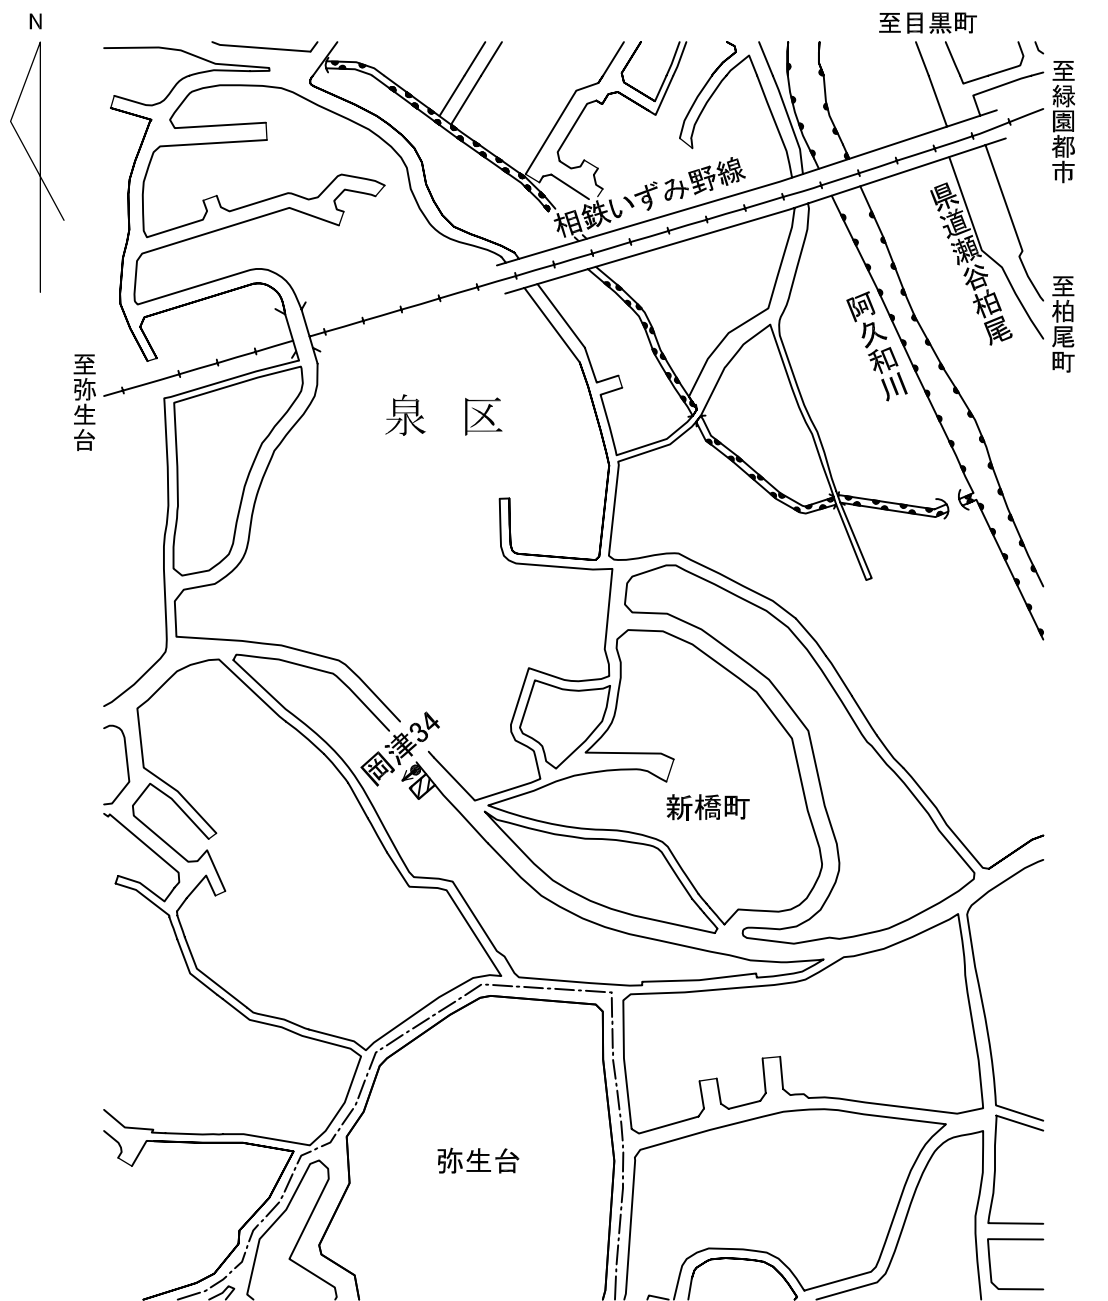 N
至目黒町
至緑園都市
相鉄いずみ野線
県道瀬谷柏尾
至柏尾町
阿久和川
至弥生台
泉区
岡津34
新橋町
弥生台